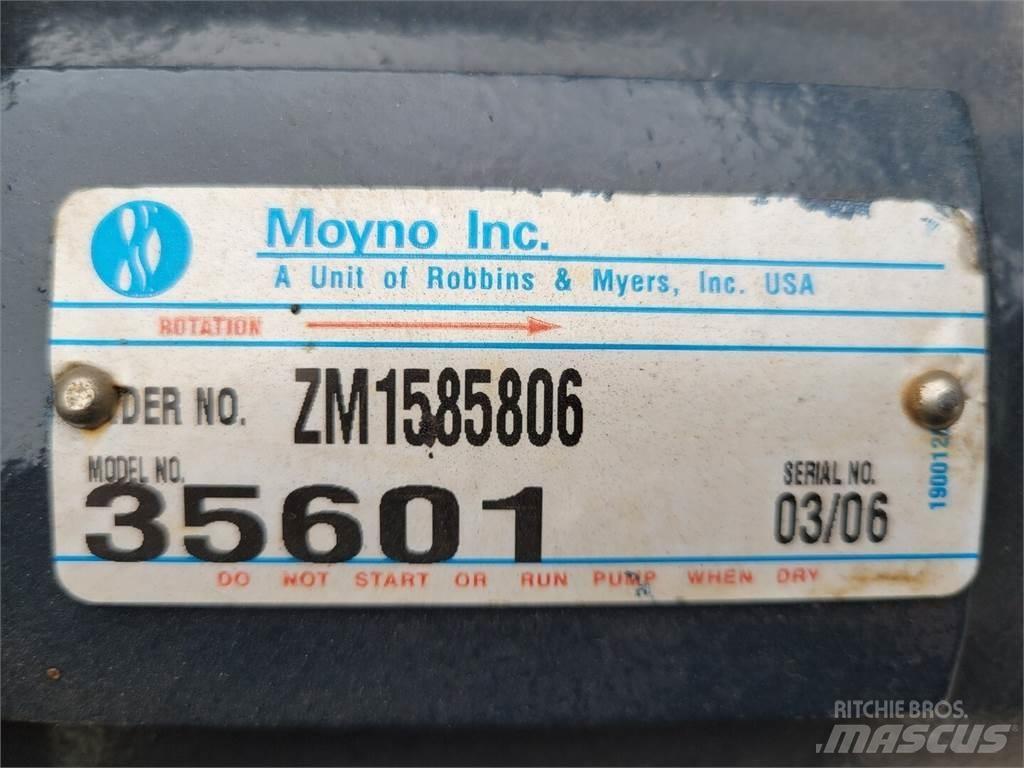 Moyno Inc.
A Unit of Robbins & Myers, Inc. USA
ROTATION
DER NO. ZM1585806
MODEL NO.
35601
SERIAL NO.
03/06
DO NOT START OR RUN PUMP WHEN DRY
RITCHIE BROS.
MASCUS